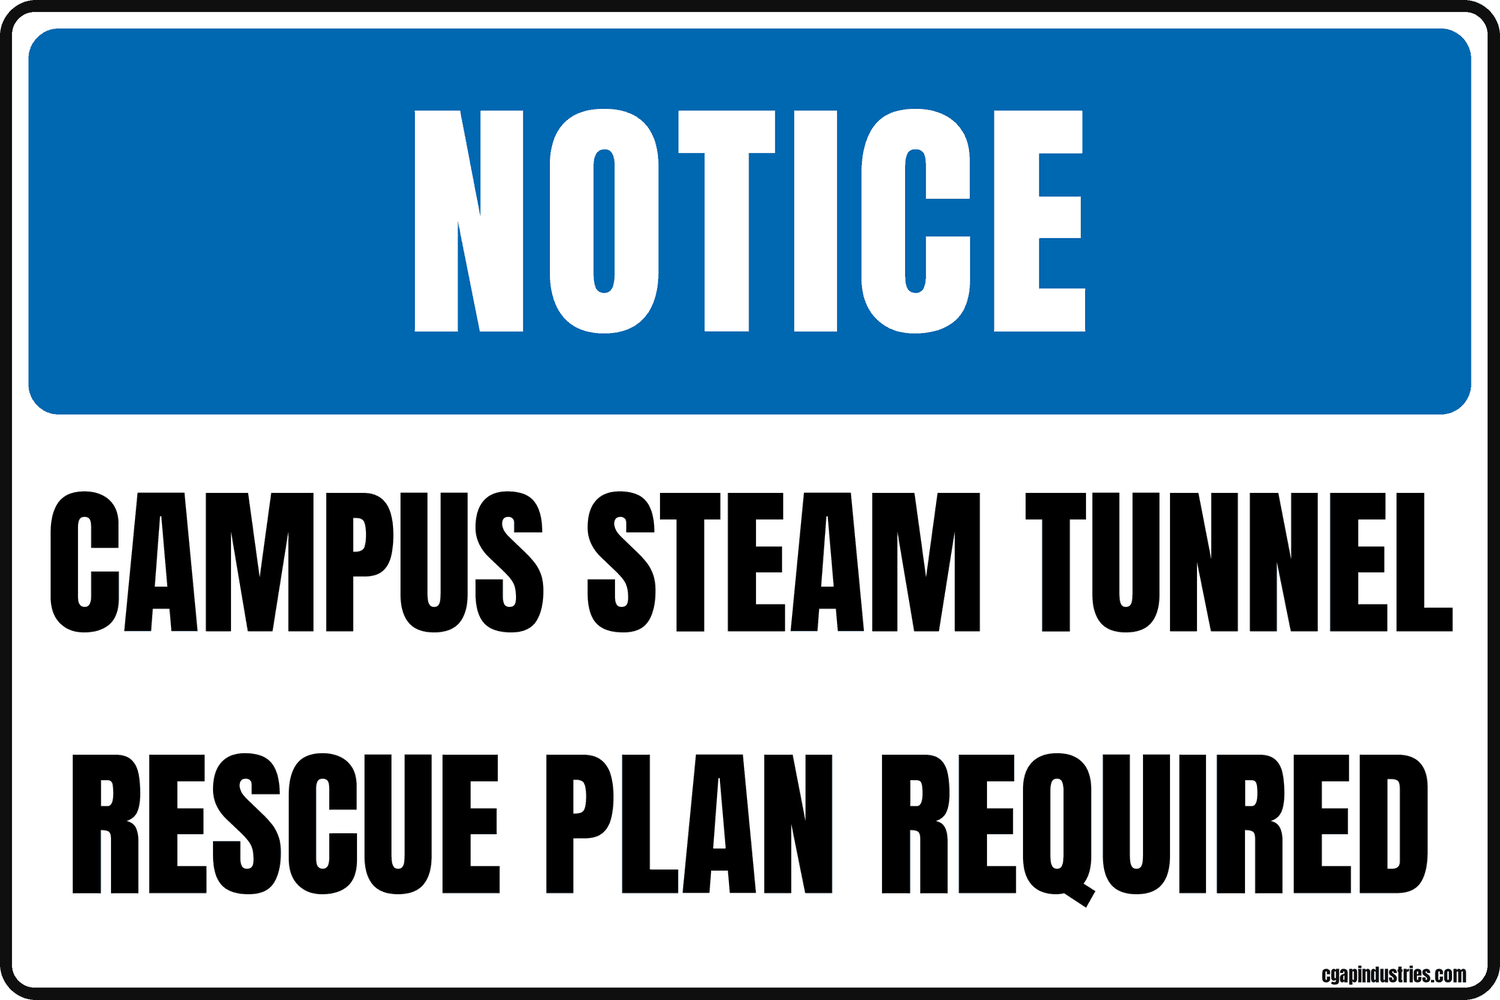 NOTICE
CAMPUS STEAM TUNNEL
RESCUE PLAN REQUIRED
cgapindustries.com